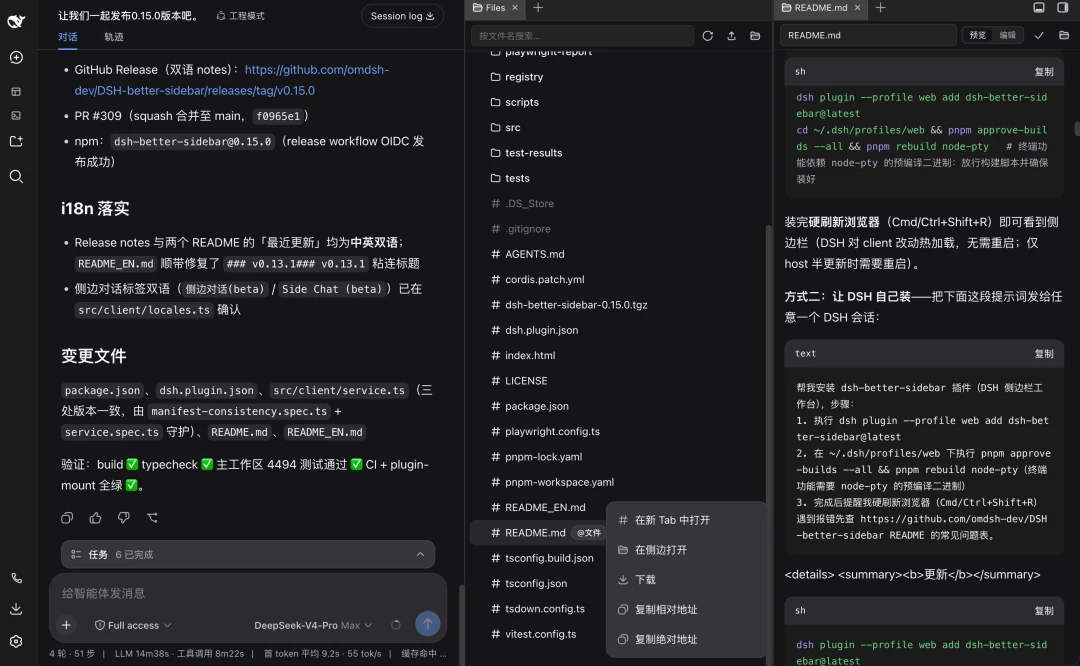 让我们一起发布0.15.0版本吧。
工程模式
Session log
对话
轨迹
GitHub Release（双语 notes）：https://github.com/omdsh-
dev/DSH-better-sidebar/releases/tag/v0.15.0
PR #309（squash 合并至 main，f0965e1）
npm：dsh-better-sidebar@0.15.0（release workflow OIDC 发
布成功）
i18n 落实
Release notes 与两个 README 的「最近更新」均为中英双语；
README_EN.md 顺带修复了 ### v0.13.1### v0.13.1 粘连标题
侧边对话标签双语（侧边对话(beta) / Side Chat (beta)）已在
src/client/locales.ts 确认
变更文件
package.json、dsh.plugin.json、src/client/service.ts（三
处版本一致，由 manifest-consistency.spec.ts +
service.spec.ts 守护）、README.md、README_EN.md
验证：build ✅ typecheck ✅ 主工作区 4494 测试通过 ✅ CI + plugin-
mount 全绿 ✅。
任务 6 已完成
给智能体发消息
Full access
DeepSeek-V4-Pro Max
4 轮 · 51 步 | LLM 14m38s · 工具调用 8m22s | 首 token 平均 9.2s · 55 tok/s | 缓存命中 ...
Files
按文件名搜索...
playwright-report
registry
scripts
src
test-results
tests
# .DS_Store
# .gitignore
# AGENTS.md
# cordis.patch.yml
# dsh-better-sidebar-0.15.0.tgz
# dsh.plugin.json
# index.html
# LICENSE
# package.json
# playwright.config.ts
# pnpm-lock.yaml
# pnpm-workspace.yaml
# README_EN.md
# README.md @文件
# tsconfig.build.json
# tsconfig.json
# tsdown.config.ts
# vitest.config.ts
# 在新 Tab 中打开
在侧边打开
下载
复制相对地址
复制绝对地址
README.md
README.md
预览
编辑
sh
复制
dsh plugin --profile web add dsh-better-sid
ebar@latest
cd ~/.dsh/profiles/web && pnpm approve-buil
ds --all && pnpm rebuild node-pty # 终端功
能依赖 node-pty 的预编译二进制：放行构建脚本并确保
装好
装完硬刷新浏览器（Cmd/Ctrl+Shift+R）即可看到侧
边栏（DSH 对 client 改动热加载，无需重启；仅
host 半更新时需要重启）。
方式二：让 DSH 自己装——把下面这段提示词发给任
意一个 DSH 会话：
text
复制
帮我安装 dsh-better-sidebar 插件（DSH 侧边栏工
作台），步骤：
1. 执行 dsh plugin --profile web add dsh-bet
ter-sidebar@latest
2. 在 ~/.dsh/profiles/web 下执行 pnpm approve
-builds --all && pnpm rebuild node-pty（终端
功能需要 node-pty 的预编译二进制）
3. 完成后提醒我硬刷新浏览器（Cmd/Ctrl+Shift+R）
遇到报错先查 https://github.com/omdsh-dev/DSH
-better-sidebar README 的常见问题表。
<details> <summary><b>更新</b></summary>
sh
复制
dsh plugin --profile web add dsh-better-sid
ebar@latest